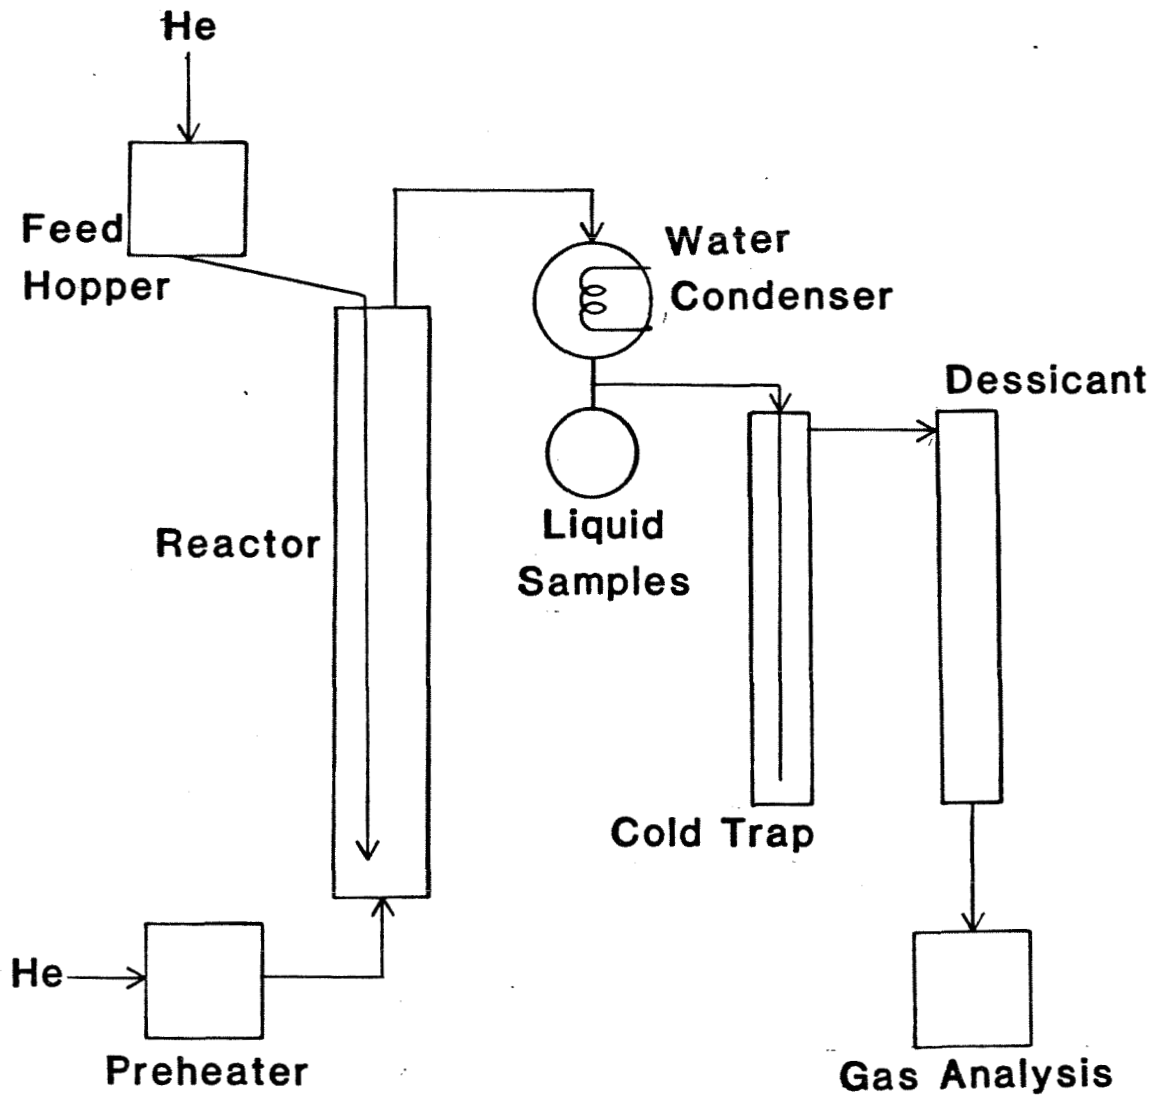 He
Feed
Hopper
Water
Condenser
Dessicant
Reactor
Liquid
Samples
Cold Trap
He
Preheater
Gas Analysis